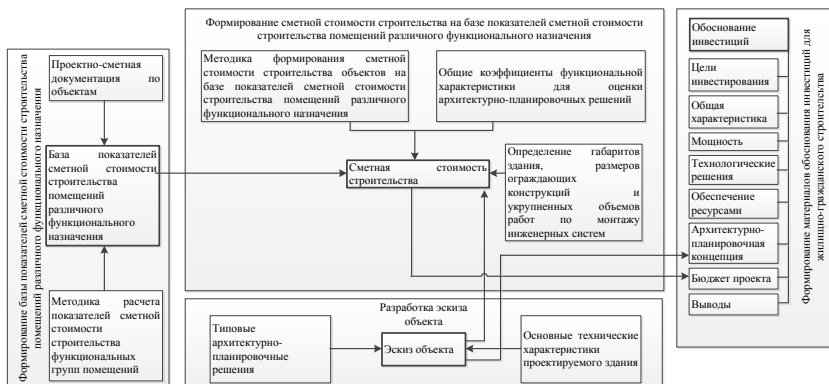 Формирование базы показателей сметной стоимости строительства
помещений различного функционального назначения
Проектно-сметная
документация по
объектам
База показателей
сметной стоимости
строительства
помещений
различного
функционального
назначения
Методика расчета
показателей сметной
стоимости
строительства
функциональных
групп помещений
Формирование сметной стоимости строительства на базе показателей сметной стоимости
строительства помещений различного функционального назначения
Методика формирования сметной
стоимости строительства объектов на
базе показателей сметной стоимости
строительства помещений различного
функционального назначения
Общие коэффициенты функциональной
характеристики для оценки
архитектурно-планировочных решений
Сметная стоимость
строительства
Определение габаритов
здания, размеров
ограждающих
конструкций и
укрупненных объемов
работ по монтажу
инженерных систем
Разработка эскиза
объекта
Типовые
архитектурно-
планировочные
решения
Эскиз объекта
Основные технические
характеристики
проектируемого здания
Обоснование
инвестиций
Цели
инвестирования
Общая
характеристика
Мощность
Технологические
решения
Обеспечение
ресурсами
Архитектурно-
планировочная
концепция
Бюджет проекта
Выводы
Формирование материалов обоснования инвестиций для
жилищно-гражданского строительсьва